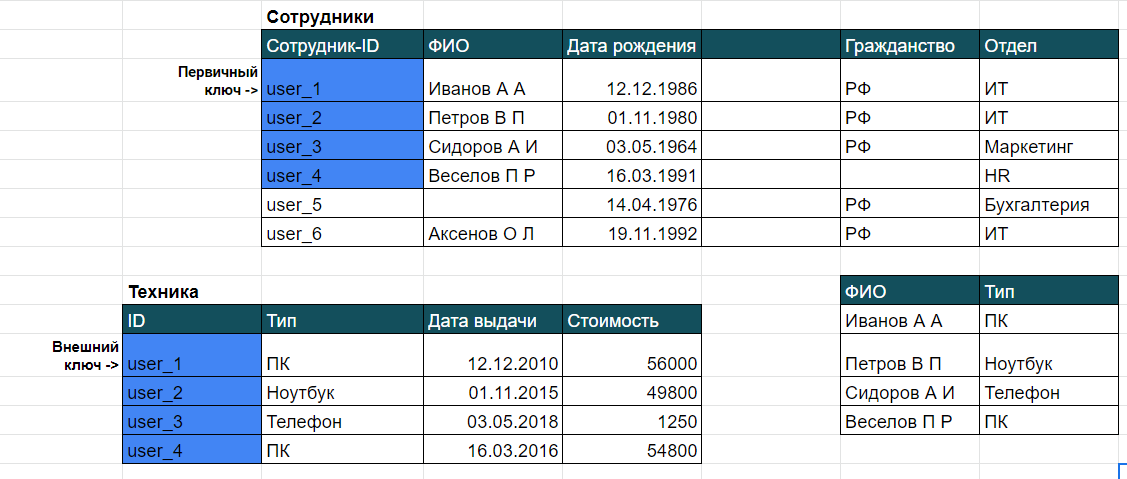 Сотрудники
Сотрудник-ID ФИО Дата рождения Гражданство Отдел
Первичный
ключ -> user_1 Иванов А А 12.12.1986 РФ ИТ
user_2 Петров В П 01.11.1980 РФ ИТ
user_3 Сидоров А И 03.05.1964 РФ Маркетинг
user_4 Веселов П Р 16.03.1991 HR
user_5 14.04.1976 РФ Бухгалтерия
user_6 Аксенов О Л 19.11.1992 РФ ИТ
Техника
ID Тип Дата выдачи Стоимость
Внешний
ключ -> user_1 ПК 12.12.2010 56000
user_2 Ноутбук 01.11.2015 49800
user_3 Телефон 03.05.2018 1250
user_4 ПК 16.03.2016 54800
ФИО Тип
Иванов А А ПК
Петров В П Ноутбук
Сидоров А И Телефон
Веселов П Р ПК